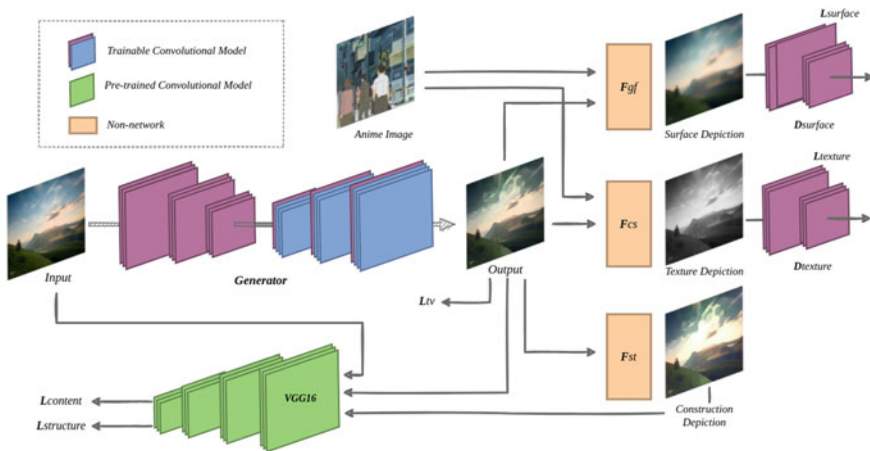 Trainable Convolutional Model
Pre-trained Convolutional Model
Non-network
Anime Image
Fgf
Surface Depiction
Lsurface
Dsurface
Input
Generator
Output
Fcs
Texture Depiction
Ltexture
Dtexture
Ltv
Fst
Construction
Depiction
VGG16
Lcontent
Lstructure